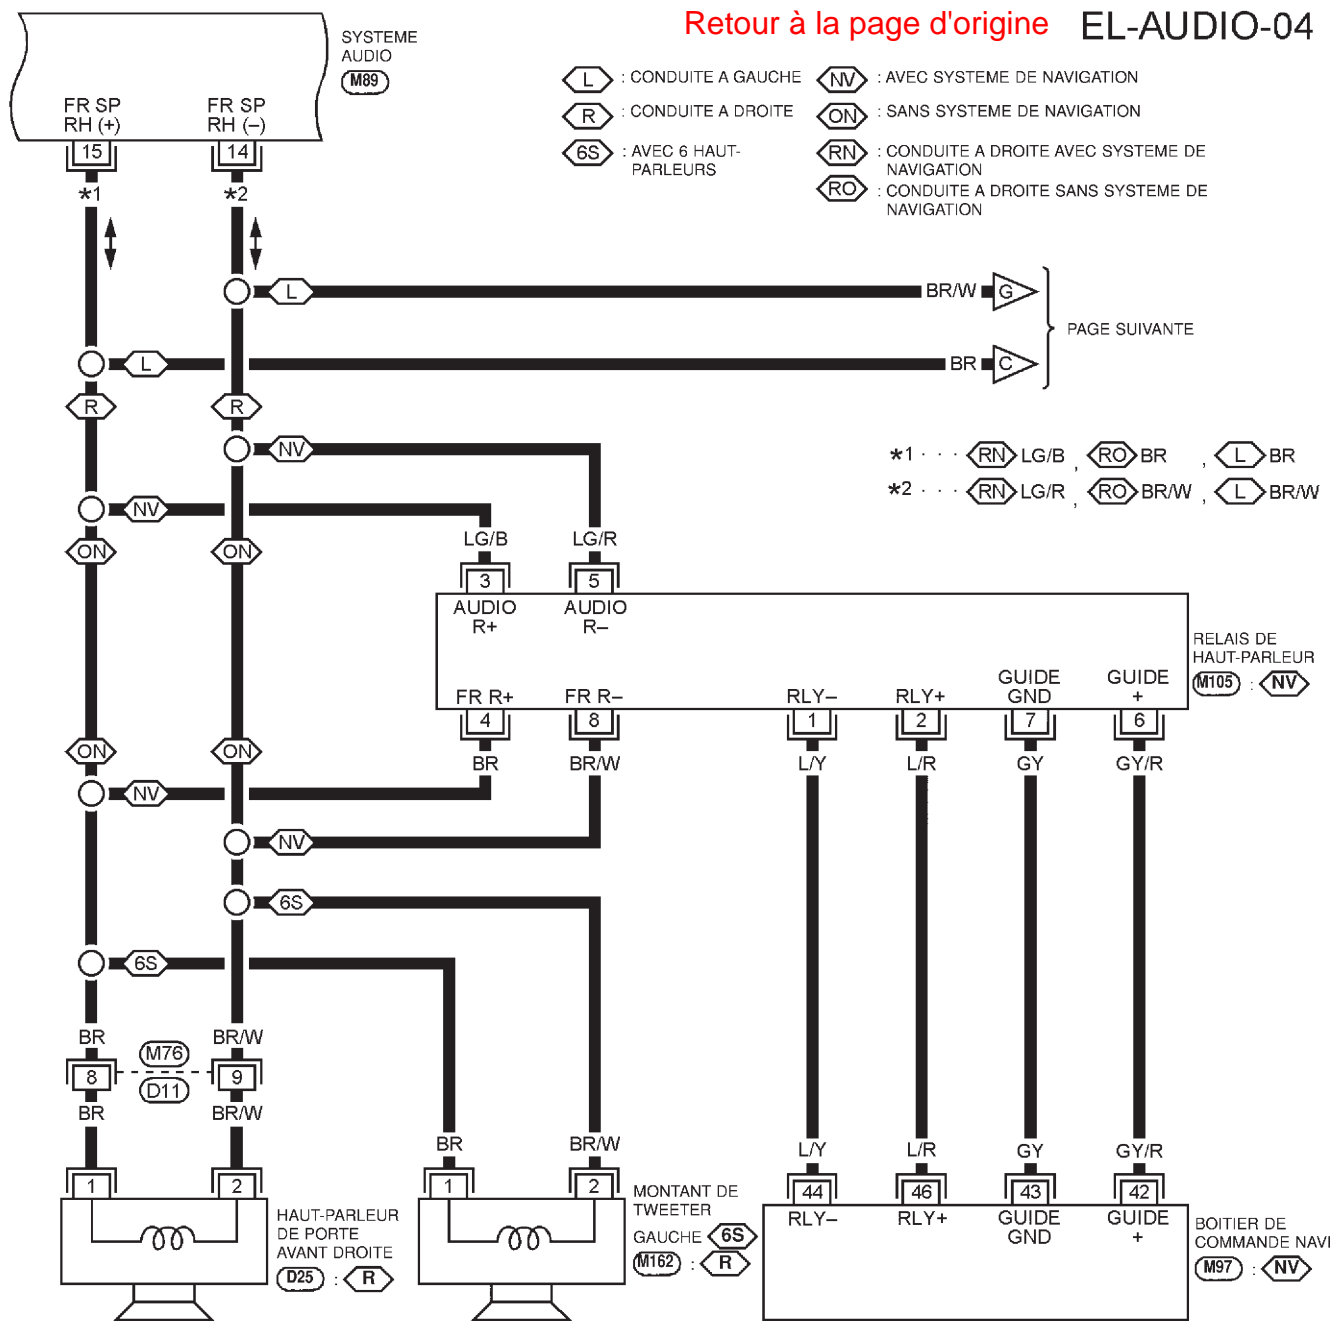 Retour à la page d'origine EL-AUDIO-04
SYSTEME
AUDIO
M89
FR SP
RH (+)
FR SP
RH (–)
15
14
*1
*2
L : CONDUITE A GAUCHE
R : CONDUITE A DROITE
6S : AVEC 6 HAUT-
PARLEURS
NV : AVEC SYSTEME DE NAVIGATION
ON : SANS SYSTEME DE NAVIGATION
RN : CONDUITE A DROITE AVEC SYSTEME DE
NAVIGATION
RO : CONDUITE A DROITE SANS SYSTEME DE
NAVIGATION
L BR/W G
PAGE SUIVANTE
L BR C
R R
NV
NV
*1 · · · RN LG/B , RO BR , L BR
*2 · · · RN LG/R , RO BR/W , L BR/W
ON ON
LG/B LG/R
3 5
AUDIO
R+
AUDIO
R–
RELAIS DE
HAUT-PARLEUR
M105 : NV
FR R+
FR R–
RLY–
RLY+
GUIDE
GND
GUIDE
+
4 8 1 2 7 6
BR BR/W L/Y L/R GY GY/R
ON ON
NV
NV
6S
6S
BR BR/W
M76
8 9
D11
BR BR/W
BR BR/W L/Y L/R GY GY/R
1 2 1 2 44 46 43 42
HAUT-PARLEUR
DE PORTE
AVANT DROITE
D25 : R
MONTANT DE
TWEETER
GAUCHE 6S
M162 : R
RLY–
RLY+
GUIDE
GND
GUIDE
+
BOITIER DE
COMMANDE NAVI
M97 : NV